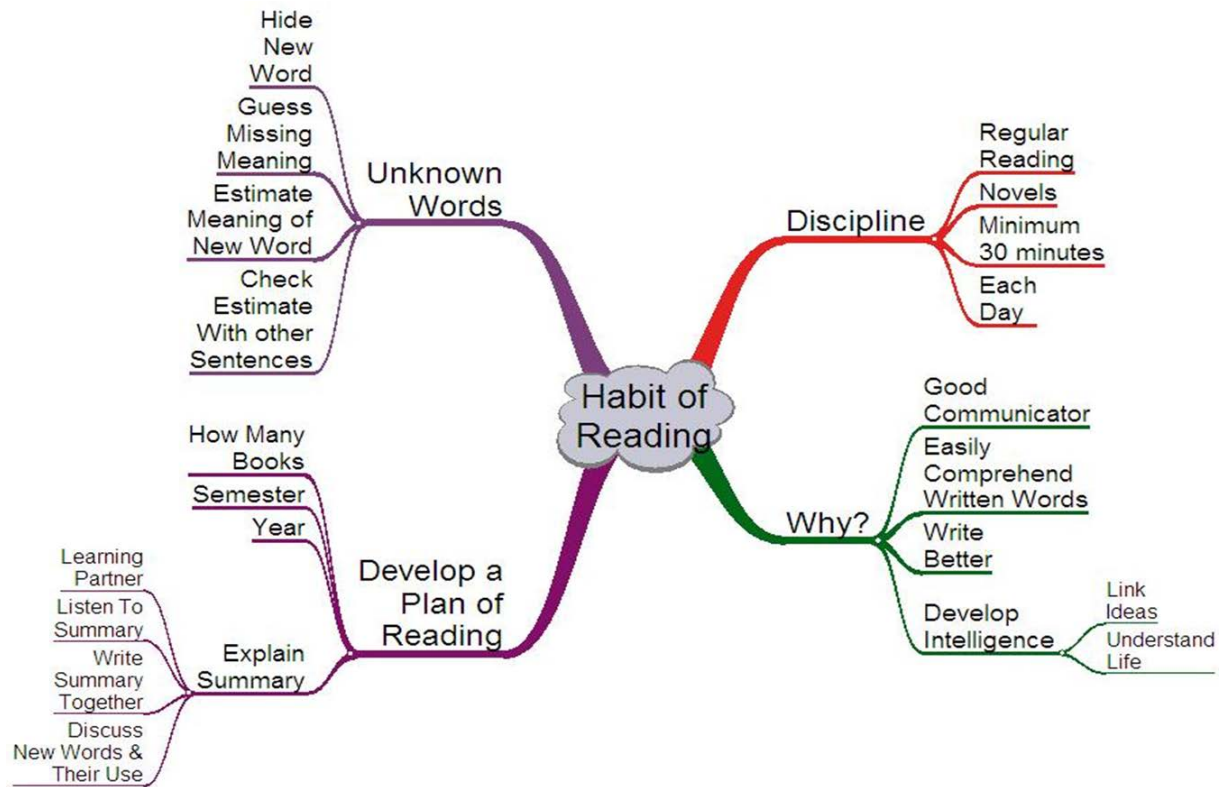 Habit of
Reading
Unknown
Words
Hide
New
Word
Guess
Missing
Meaning
Estimate
Meaning of
New Word
Check
Estimate
With other
Sentences
Discipline
Regular
Reading
Novels
Minimum
30 minutes
Each
Day
Why?
Good
Communicator
Easily
Comprehend
Written Words
Write
Better
Develop
Intelligence
Link
Ideas
Understand
Life
Develop a
Plan of
Reading
How Many
Books
Semester
Year
Explain
Summary
Learning
Partner
Listen To
Summary
Write
Summary
Together
Discuss
New Words &
Their Use